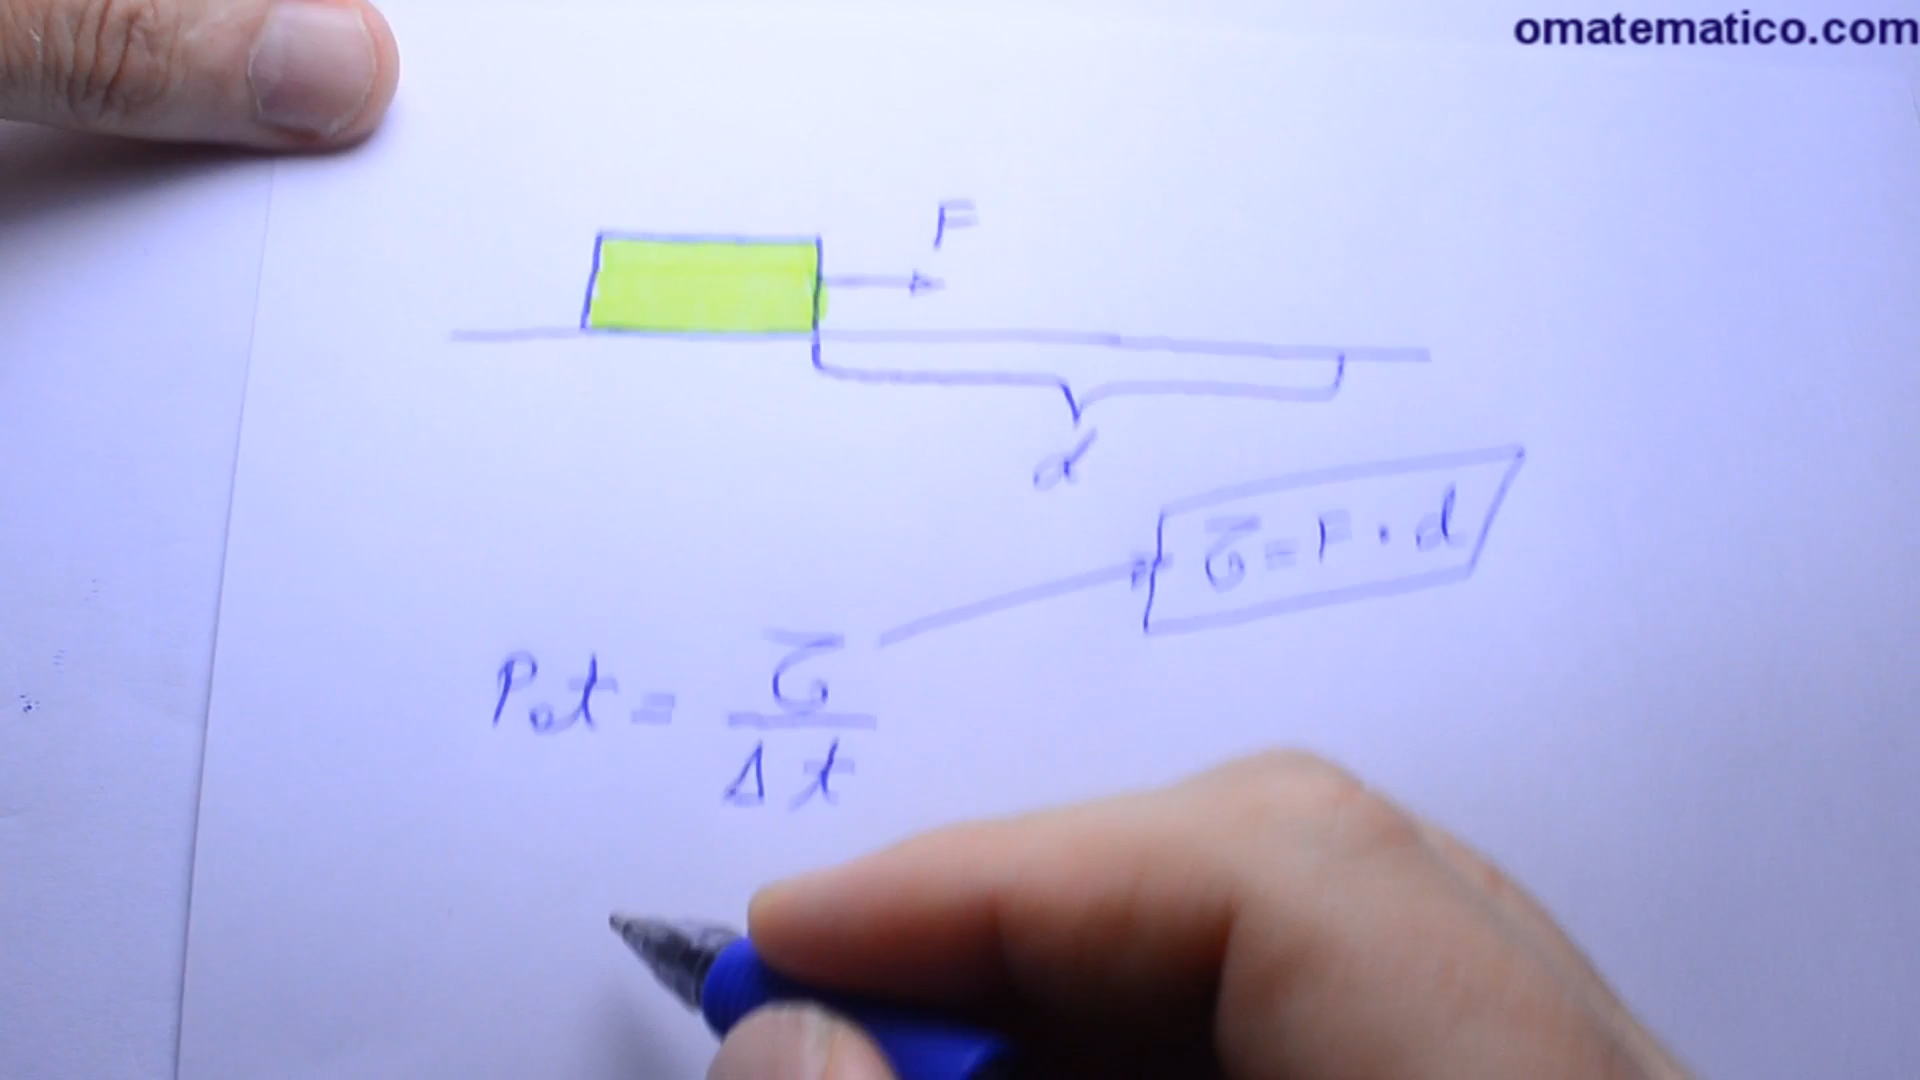 omatematico.com
F
d
τ = F . d
Pot = τ
Δt